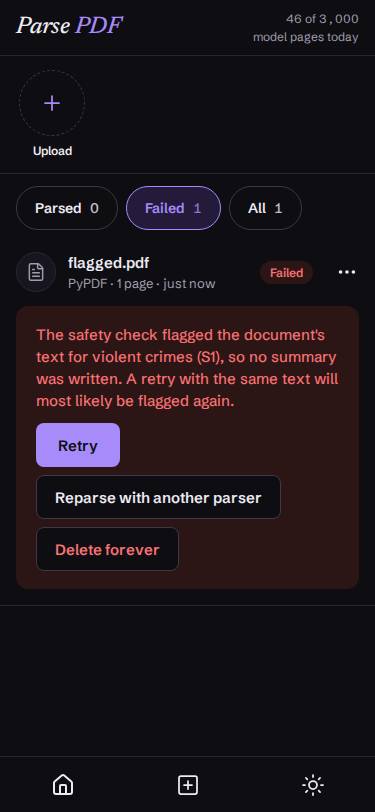 Parse PDF
46 of 3,000
model pages today
Upload
Parsed 0
Failed 1
All 1
flagged.pdf
PyPDF · 1 page · just now
Failed
The safety check flagged the document's
text for violent crimes (S1), so no summary
was written. A retry with the same text will
most likely be flagged again.
Retry
Reparse with another parser
Delete forever